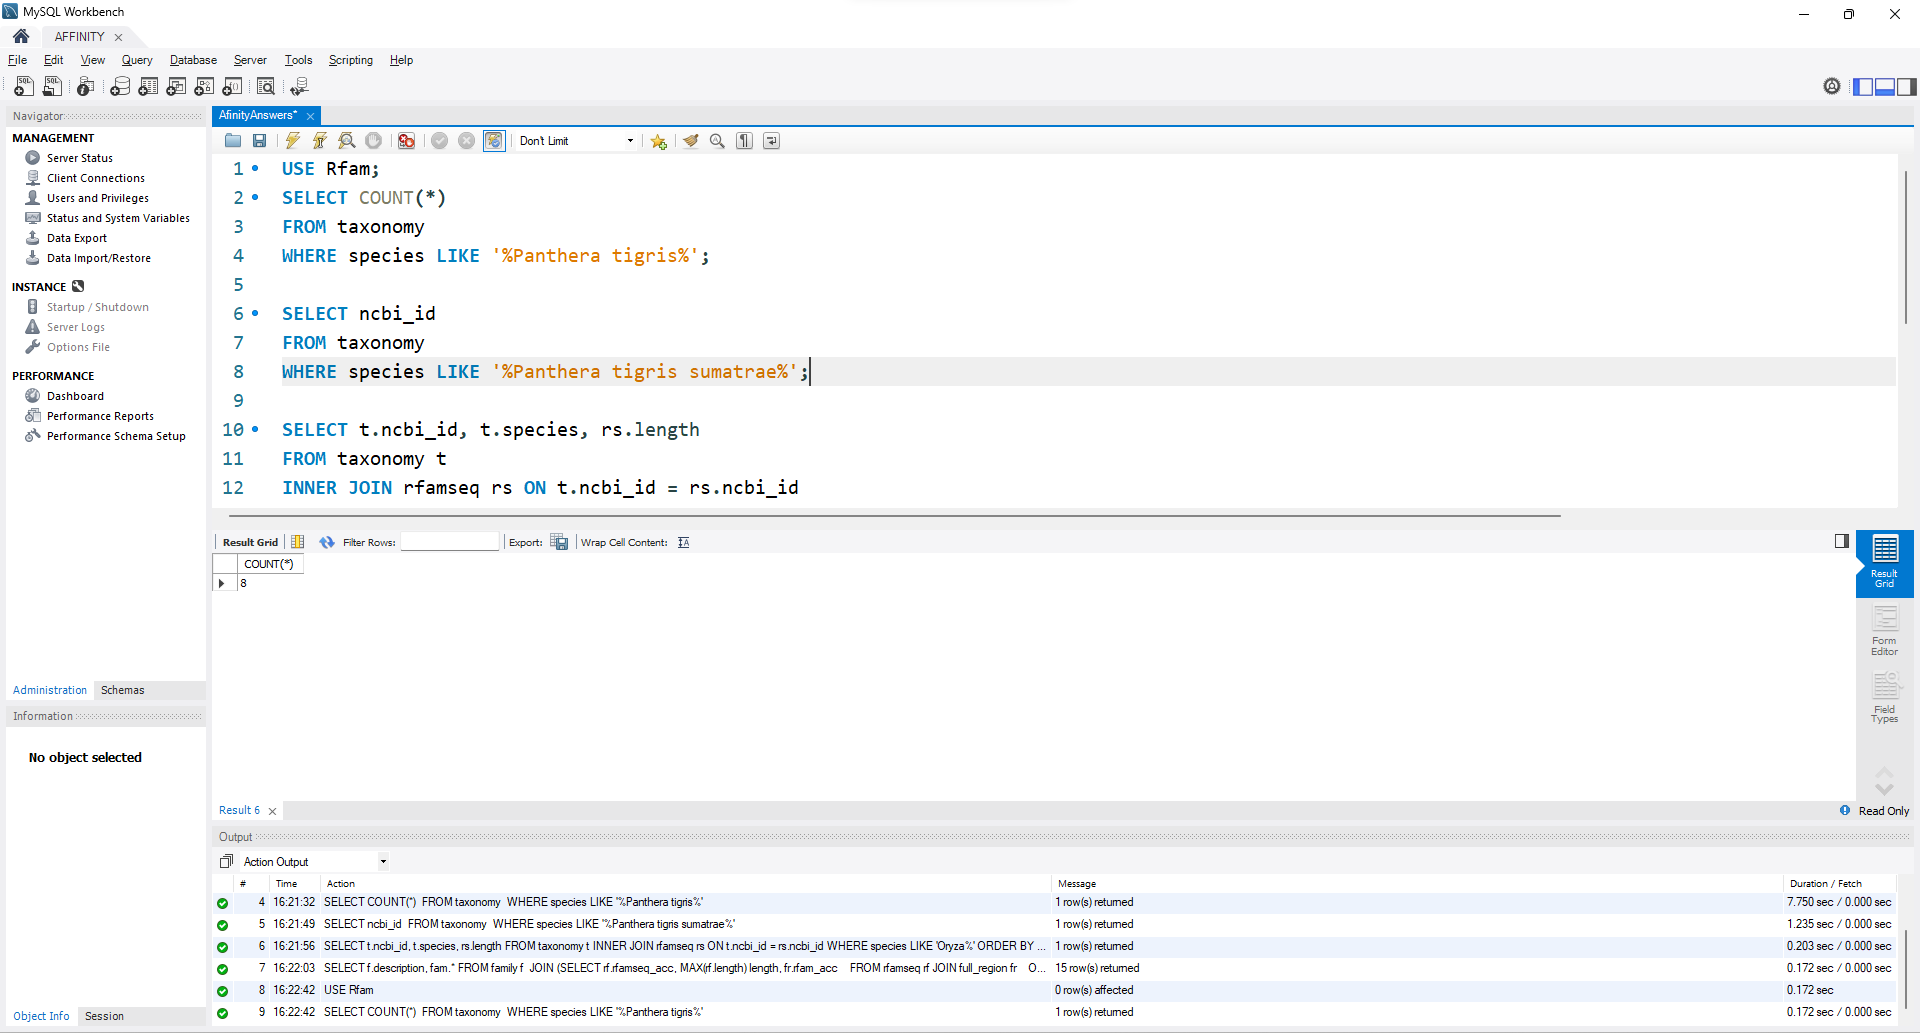 MySQL Workbench
AFFINITY
File Edit View Query Database Server Tools Scripting Help
Navigator
MANAGEMENT
Server Status
Client Connections
Users and Privileges
Status and System Variables
Data Export
Data Import/Restore
INSTANCE
Startup / Shutdown
Server Logs
Options File
PERFORMANCE
Dashboard
Performance Reports
Performance Schema Setup
Administration Schemas
Information
No object selected
Object Info Session
AfinityAnswers*
Don't Limit
1 USE Rfam;
2 SELECT COUNT(*)
3 FROM taxonomy
4 WHERE species LIKE '%Panthera tigris%';
5
6 SELECT ncbi_id
7 FROM taxonomy
8 WHERE species LIKE '%Panthera tigris sumatrae%';
9
10 SELECT t.ncbi_id, t.species, rs.length
11 FROM taxonomy t
12 INNER JOIN rfamseq rs ON t.ncbi_id = rs.ncbi_id
Result Grid Filter Rows: Export: Wrap Cell Content:
COUNT(*)
8
Result Grid
Form Editor
Field Types
Result 6
Read Only
Output
Action Output
# Time Action Message Duration / Fetch
4 16:21:32 SELECT COUNT(*) FROM taxonomy WHERE species LIKE '%Panthera tigris%' 1 row(s) returned 7.750 sec / 0.000 sec
5 16:21:49 SELECT ncbi_id FROM taxonomy WHERE species LIKE '%Panthera tigris sumatrae%' 1 row(s) returned 1.235 sec / 0.000 sec
6 16:21:56 SELECT t.ncbi_id, t.species, rs.length FROM taxonomy t INNER JOIN rfamseq rs ON t.ncbi_id = rs.ncbi_id WHERE species LIKE 'Oryza%' ORDER BY ... 1 row(s) returned 0.203 sec / 0.000 sec
7 16:22:03 SELECT f.description, fam.* FROM family f JOIN (SELECT rf.rfamseq_acc, MAX(rf.length) length, fr.rfam_acc FROM rfamseq rf JOIN full_region fr O... 15 row(s) returned 0.172 sec / 0.000 sec
8 16:22:42 USE Rfam 0 row(s) affected 0.172 sec
9 16:22:42 SELECT COUNT(*) FROM taxonomy WHERE species LIKE '%Panthera tigris%' 1 row(s) returned 0.172 sec / 0.000 sec